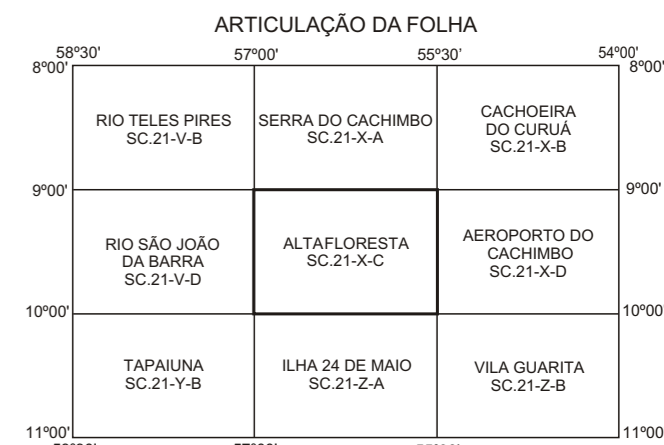 ARTICULAÇÃO DA FOLHA
58º30' 57º00' 55º30' 54º00'
8º00' 8º00'
RIO TELES PIRES
SC.21-V-B
SERRA DO CACHIMBO
SC.21-X-A
CACHOEIRA
DO CURUÁ
SC.21-X-B
9º00' 9º00'
RIO SÃO JOÃO
DA BARRA
SC.21-V-D
ALTAFLORESTA
SC.21-X-C
AEROPORTO DO
CACHIMBO
SC.21-X-D
10º00' 10º00'
TAPAIUNA
SC.21-Y-B
ILHA 24 DE MAIO
SC.21-Z-A
VILA GUARITA
SC.21-Z-B
11º00' 11º00'